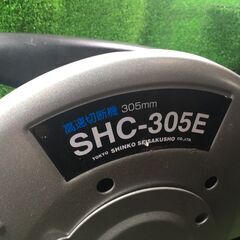 高速切断機 305mm
SHC-305E
TOKYO SHINKO SEISAKUSHO CO.,LTD.